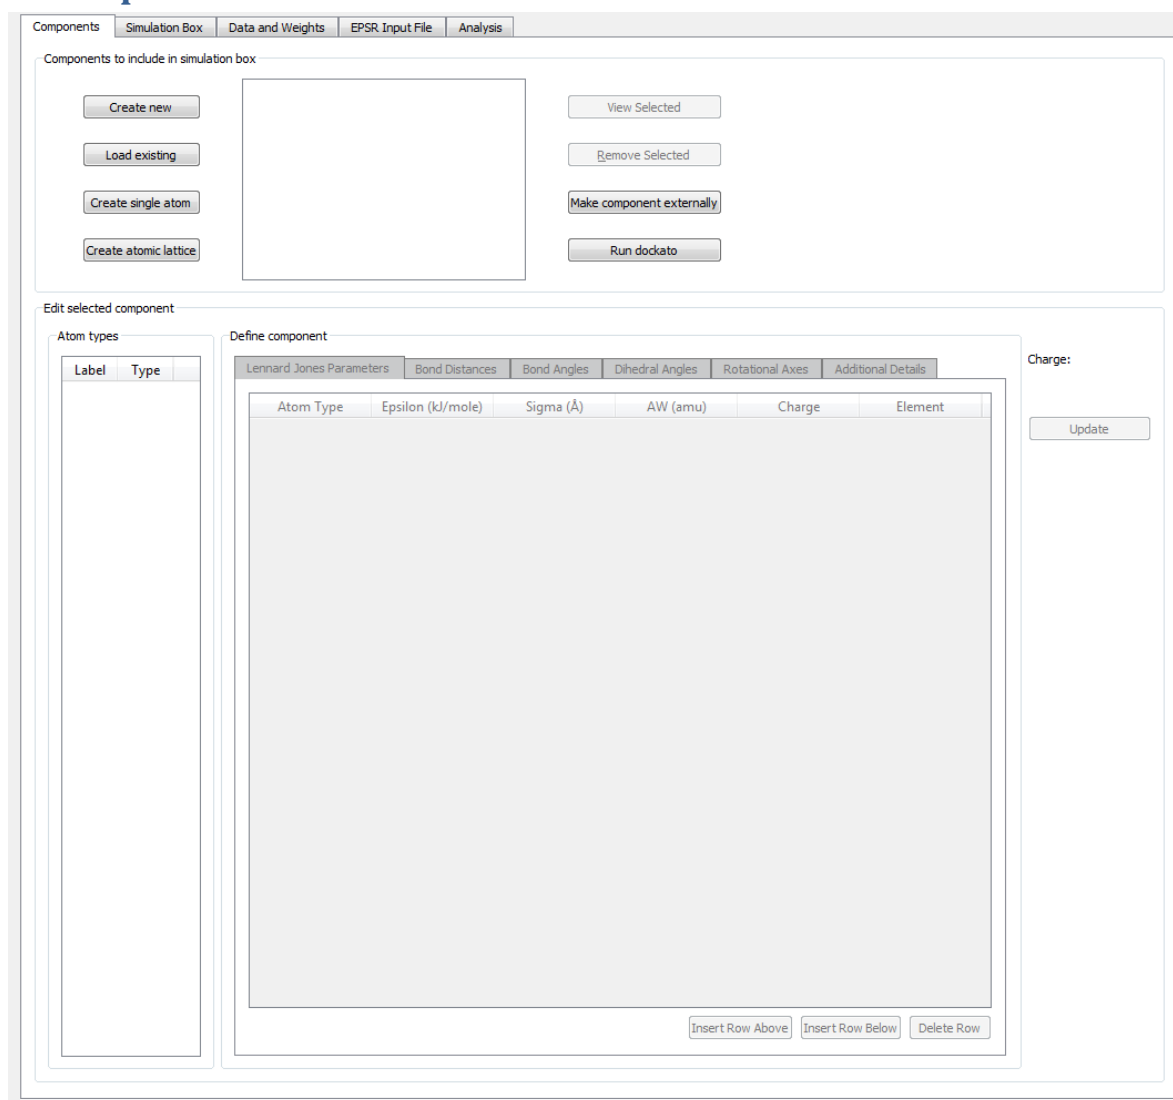 Components Simulation Box Data and Weights EPSR Input File Analysis
Components to include in simulation box
Create new View Selected
Load existing Remove Selected
Create single atom Make component externally
Create atomic lattice Run dockato
Edit selected component
Atom types Define component
Charge:
Label Type Lennard Jones Parameters Bond Distances Bond Angles Dihedral Angles Rotational Axes Additional Details
Atom Type Epsilon (kJ/mole) Sigma (Å) AW (amu) Charge Element
Update
Insert Row Above Insert Row Below Delete Row